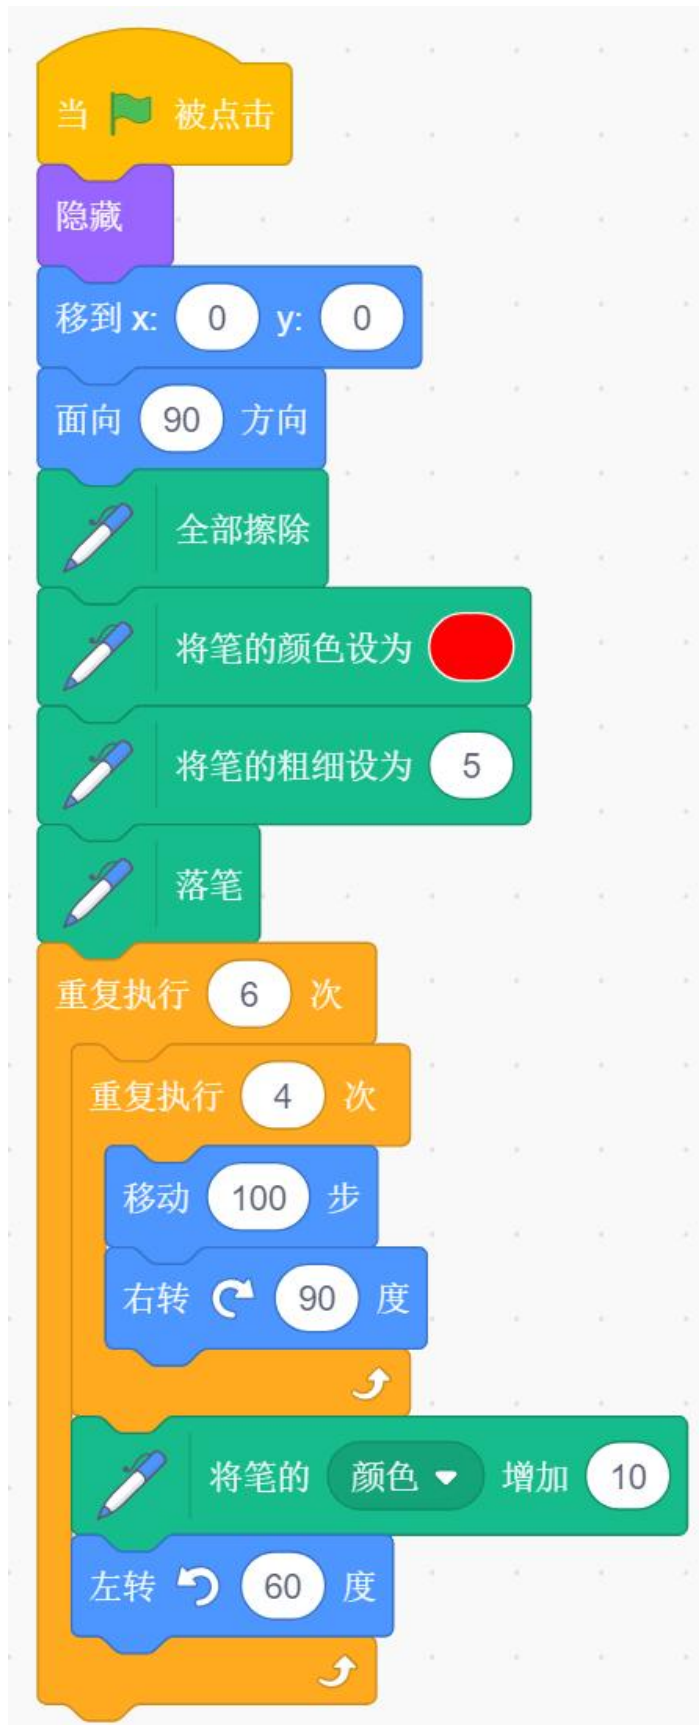 当 被点击
隐藏
移到 x: 0 y: 0
面向 90 方向
全部擦除
将笔的颜色设为
将笔的粗细设为 5
落笔
重复执行 6 次
重复执行 4 次
移动 100 步
右转 90 度
将笔的 颜色 增加 10
左转 60 度